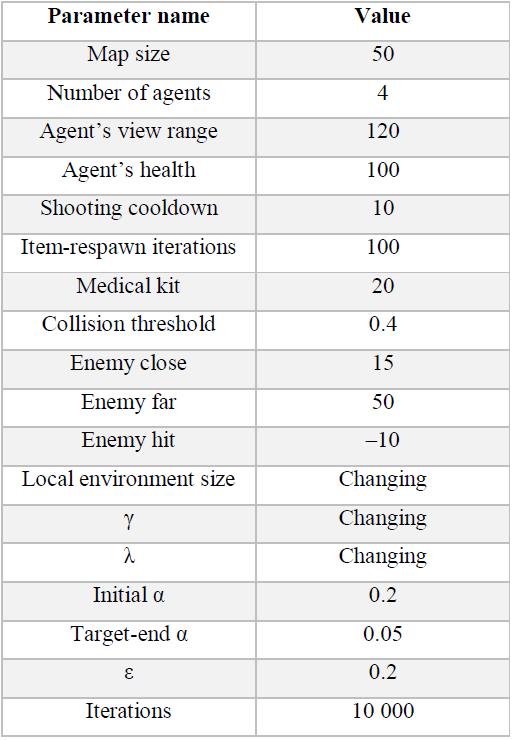 Parameter name Value
Map size 50
Number of agents 4
Agent’s view range 120
Agent’s health 100
Shooting cooldown 10
Item-respawn iterations 100
Medical kit 20
Collision threshold 0.4
Enemy close 15
Enemy far 50
Enemy hit –10
Local environment size Changing
γ Changing
λ Changing
Initial α 0.2
Target-end α 0.05
ε 0.2
Iterations 10 000